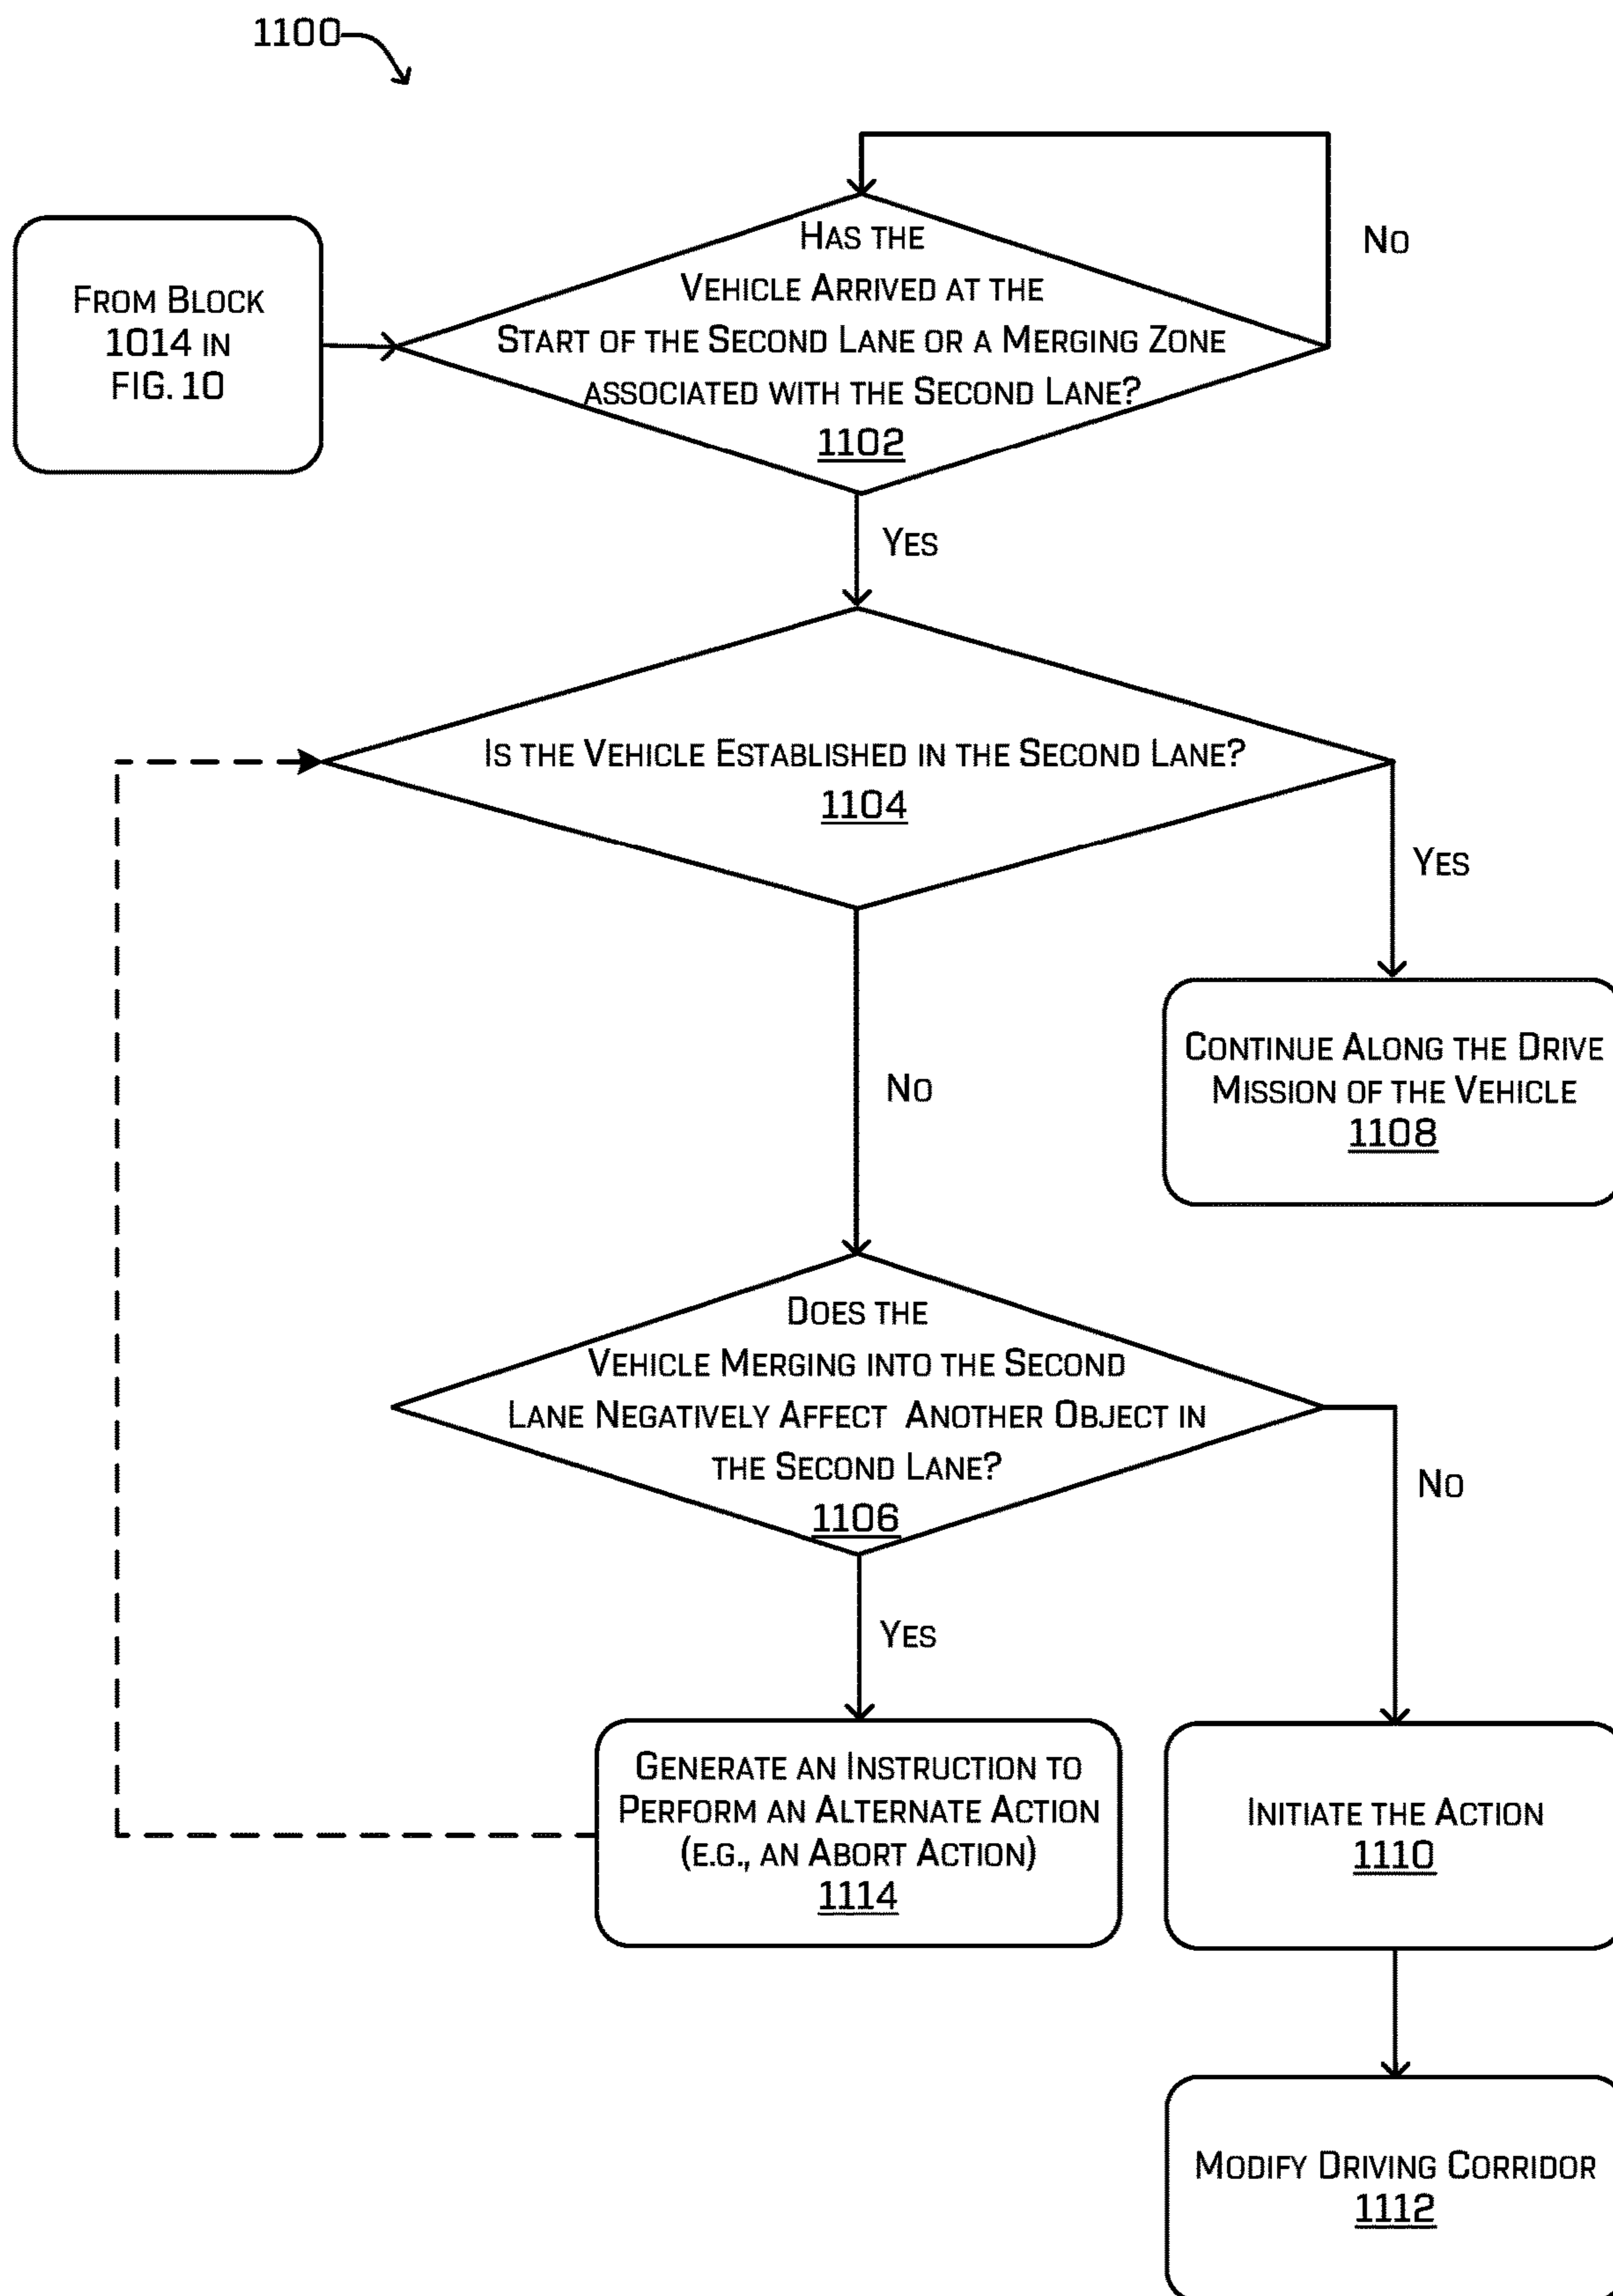 1100
FROM BLOCK
1014 IN
FIG. 10
HAS THE
VEHICLE ARRIVED AT THE
START OF THE SECOND LANE OR A MERGING ZONE
ASSOCIATED WITH THE SECOND LANE?
1102
NO
YES
IS THE VEHICLE ESTABLISHED IN THE SECOND LANE?
1104
YES
CONTINUE ALONG THE DRIVE
MISSION OF THE VEHICLE
1108
NO
DOES THE
VEHICLE MERGING INTO THE SECOND
LANE NEGATIVELY AFFECT ANOTHER OBJECT IN
THE SECOND LANE?
1106
NO
YES
GENERATE AN INSTRUCTION TO
PERFORM AN ALTERNATE ACTION
(E.G., AN ABORT ACTION)
1114
INITIATE THE ACTION
1110
MODIFY DRIVING CORRIDOR
1112